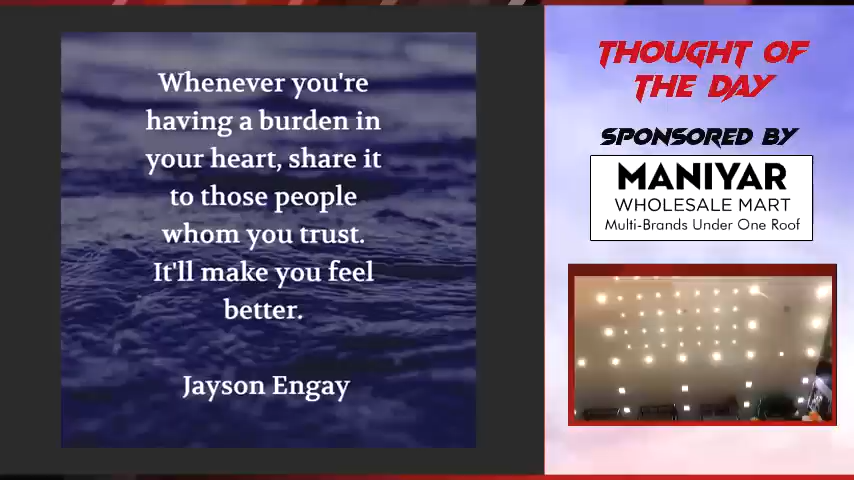 Whenever you're
having a burden in
your heart, share it
to those people
whom you trust.
It'll make you feel
better.
Jayson Engay
THOUGHT OF
THE DAY
SPONSORED BY
MANIYAR
WHOLESALE MART
Multi-Brands Under One Roof